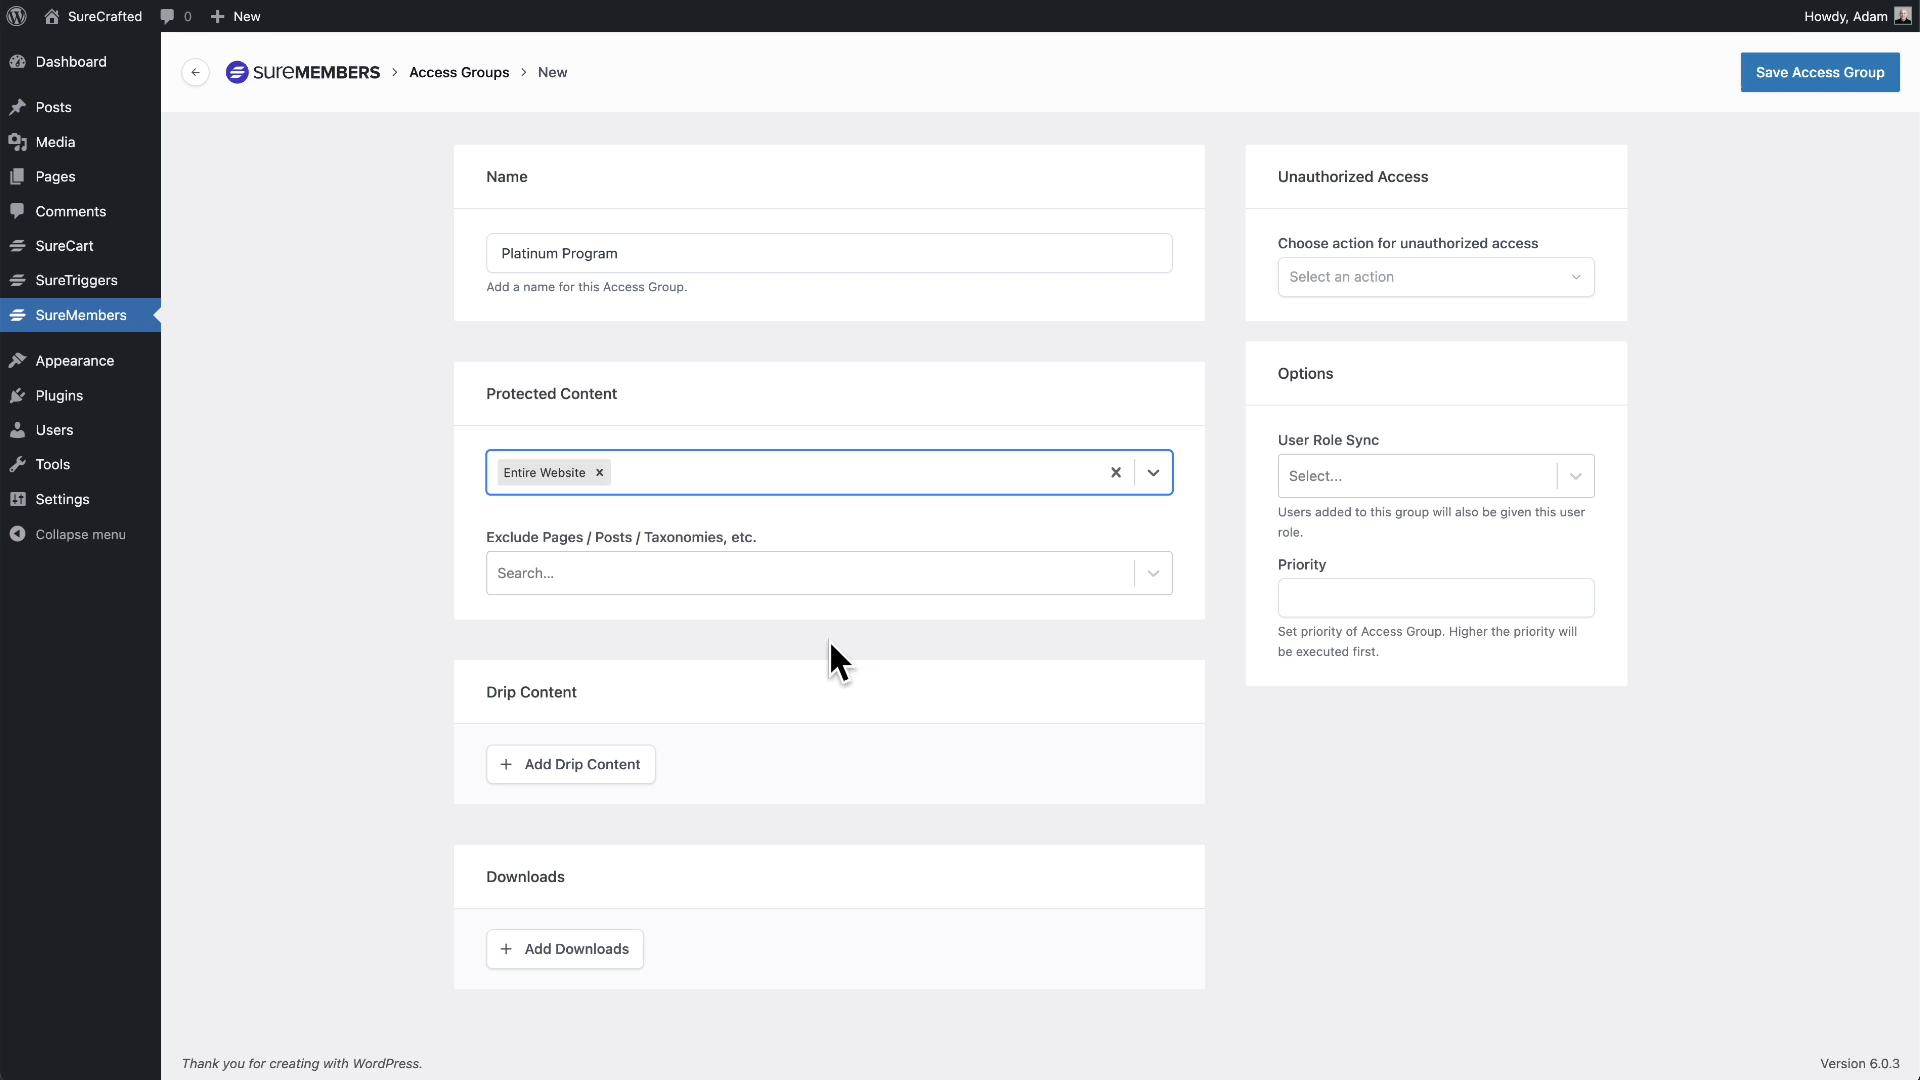 SureCrafted 0 New Howdy, Adam
Dashboard
Posts
Media
Pages
Comments
SureCart
SureTriggers
SureMembers
Appearance
Plugins
Users
Tools
Settings
Collapse menu
SUREMEMBERS > Access Groups > New
Save Access Group
Name
Platinum Program
Add a name for this Access Group.
Protected Content
Entire Website
Exclude Pages / Posts / Taxonomies, etc.
Search...
Drip Content
Add Drip Content
Downloads
Add Downloads
Unauthorized Access
Choose action for unauthorized access
Select an action
Options
User Role Sync
Select...
Users added to this group will also be given this user
role.
Priority
Set priority of Access Group. Higher the priority will
be executed first.
Thank you for creating with WordPress.
Version 6.0.3